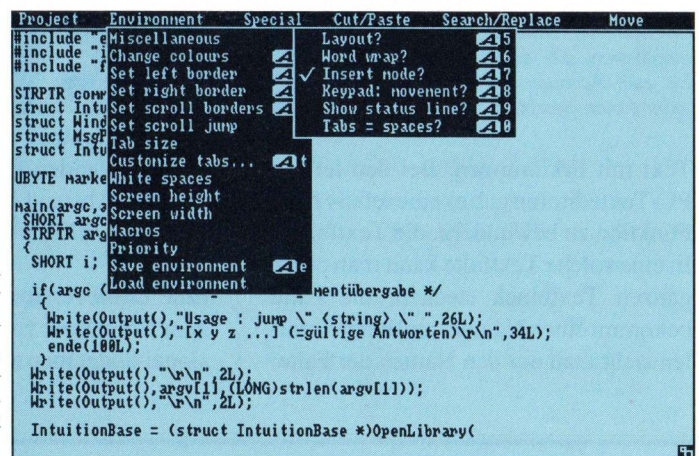 Project Environment Special Cut/Paste Search/Replace Move
Miscellaneous
Change colours A
Set left border A
Set right border A
Set scroll borders A
Set scroll jump
Tab size
Customize tabs... A t
White spaces
Screen height
Screen width
Macros
Priority
Save environment A e
Load environment
Layout? A 5
Word wrap? A 6
✓ Insert mode? A 7
Keypad: movement? A 8
Show status line? A 9
Tabs = spaces? A 0
#include "e
#include "i
#include "f
STRPTR comm
struct Intu
struct Wind
struct MsgP
struct Intu
UBYTE marke
main(argc,a
SHORT argc
STRPTR arg
{
SHORT i;
if(argc < mentübergabe */
{
Write(Output(),"Usage : jump \" <string> \" ",26L);
Write(Output(),"[x y z ...] (=gültige Antworten)\r\n",34L);
ende(100L);
Write(Output(),"\r\n",2L);
Write(Output(),argv[1],(LONG)strlen(argv[1]));
Write(Output(),"\r\n",2L);
IntuitionBase = (struct IntuitionBase *)OpenLibrary(